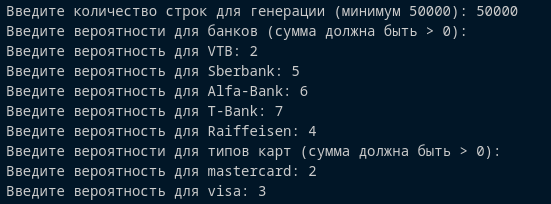 Введите количество строк для генерации (минимум 50000): 50000
Введите вероятности для банков (сумма должна быть > 0):
Введите вероятность для VTB: 2
Введите вероятность для Sberbank: 5
Введите вероятность для Alfa-Bank: 6
Введите вероятность для T-Bank: 7
Введите вероятность для Raiffeisen: 4
Введите вероятности для типов карт (сумма должна быть > 0):
Введите вероятность для mastercard: 2
Введите вероятность для visa: 3